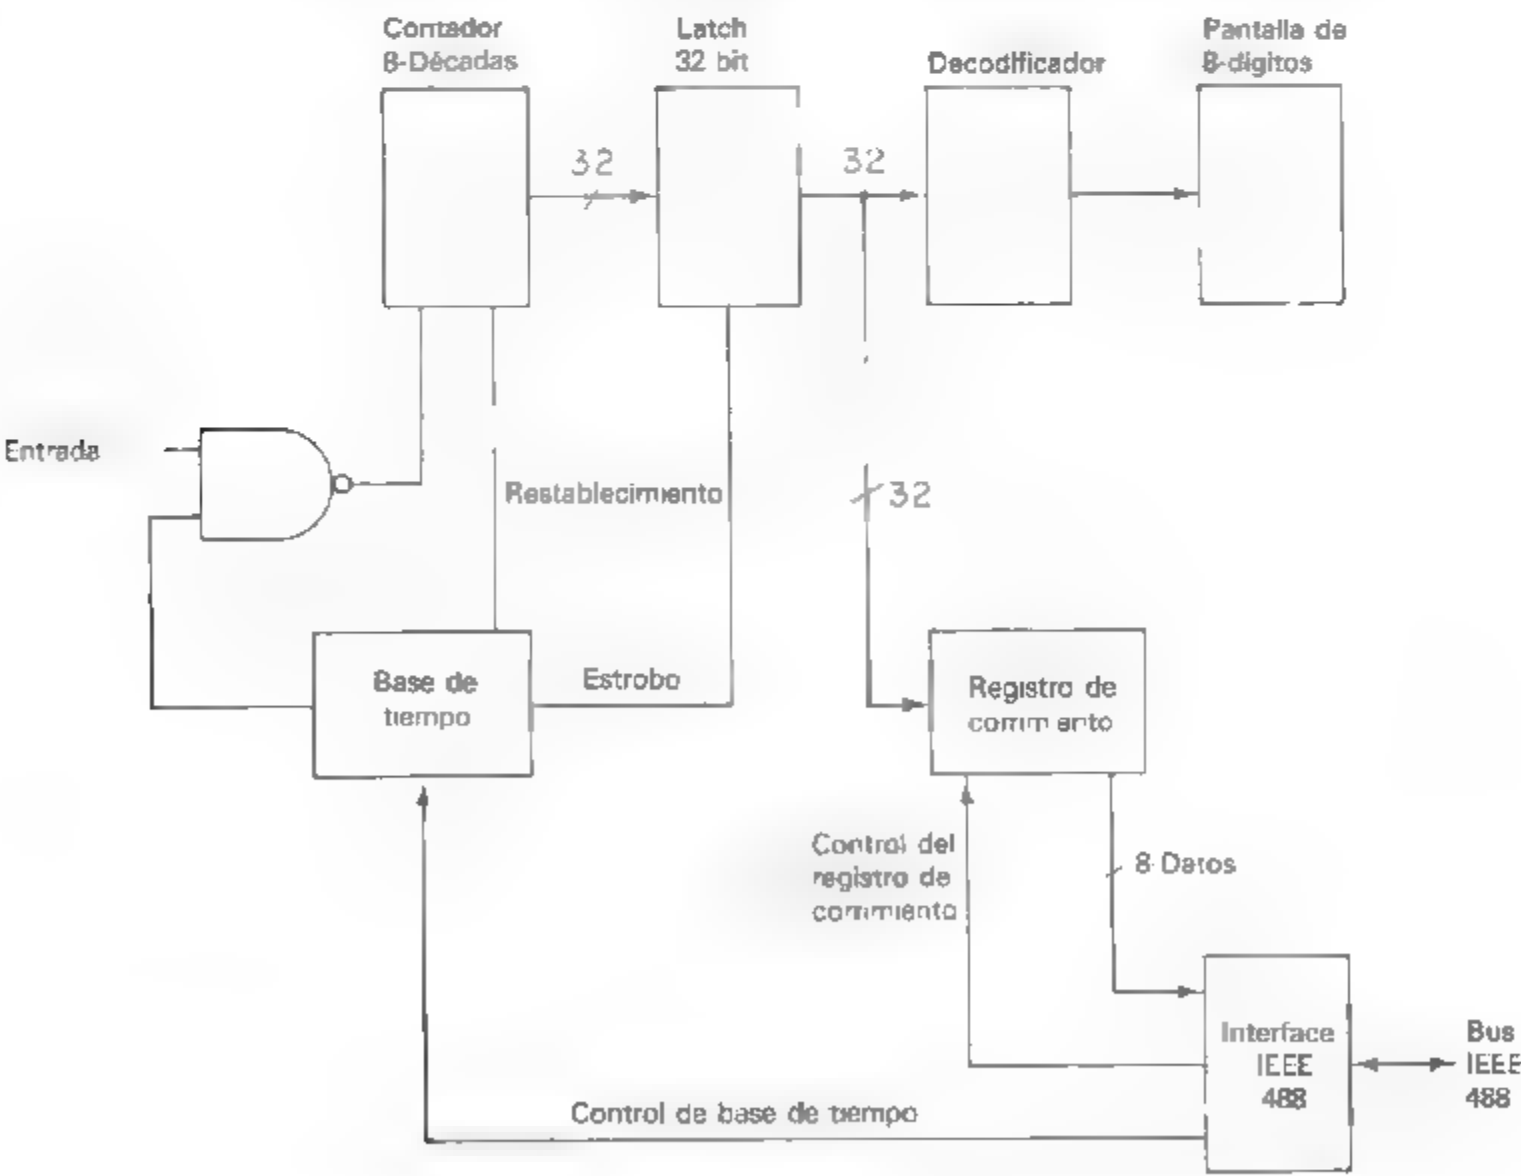 Contador
8-Décadas
Latch
32 bit
Decodificador
Pantalla de
8-dígitos
32
32
Entrada
Restablecimiento
32
Base de
tiempo
Estrobo
Registro de
corrimiento
Control del
registro de
corrimiento
8 Datos
Interface
IEEE
488
Bus
IEEE
488
Control de base de tiempo